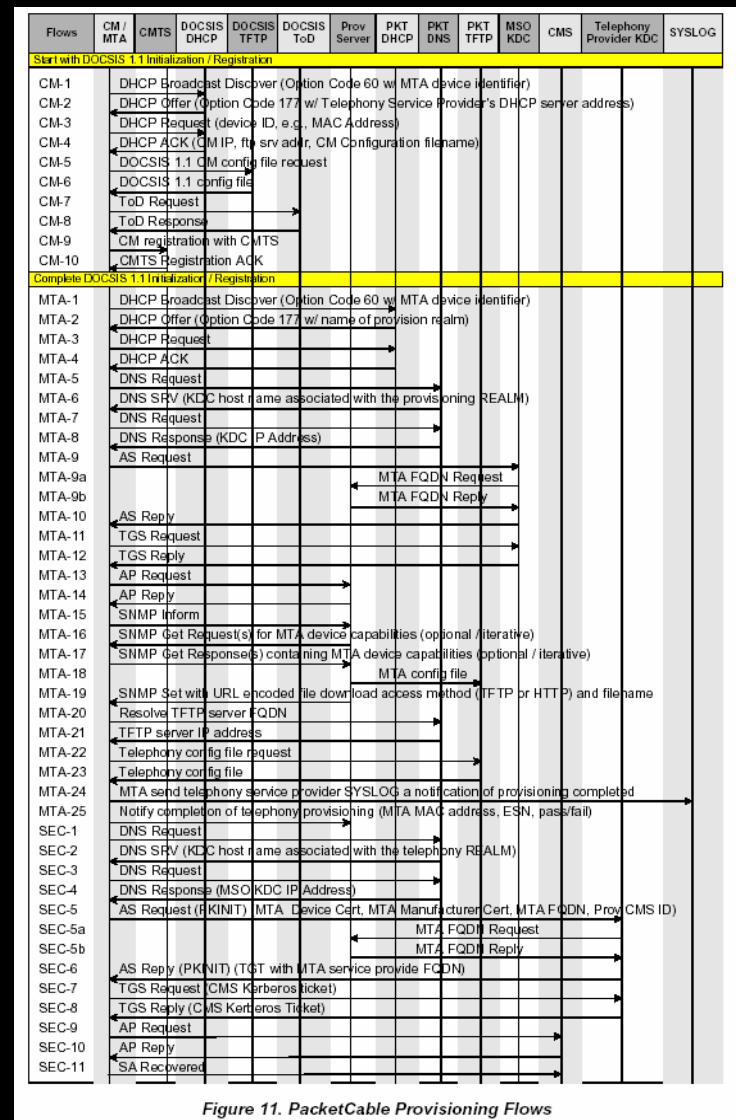 Flows CM / MTA CMTS DOCSIS DHCP DOCSIS TFTP DOCSIS ToD Prov Server PKT DHCP PKT DNS PKT TFTP MSO KDC CMS Telephony Provider KDC SYSLOG
Start with DOCSIS 1.1 Initialization / Registration
CM-1 DHCP Broadcast Discover (Option Code 60 w/ MTA device identifier)
CM-2 DHCP Offer (Option Code 177 w/ Telephony Service Provider's DHCP server address)
CM-3 DHCP Request (device ID, e.g., MAC Address)
CM-4 DHCP ACK (CM IP, ftp srv addr, CM Configuration filename)
CM-5 DOCSIS 1.1 CM config file request
CM-6 DOCSIS 1.1 config file
CM-7 ToD Request
CM-8 ToD Response
CM-9 CM registration with CMTS
CM-10 CMTS Registration ACK
Complete DOCSIS 1.1 Initialization / Registration
MTA-1 DHCP Broadcast Discover (Option Code 60 w/ MTA device identifier)
MTA-2 DHCP Offer (Option Code 177 w/ name of provision realm)
MTA-3 DHCP Request
MTA-4 DHCP ACK
MTA-5 DNS Request
MTA-6 DNS SRV (KDC host name associated with the provisioning REALM)
MTA-7 DNS Request
MTA-8 DNS Response (KDC IP Address)
MTA-9 AS Request
MTA-9a MTA FQDN Request
MTA-9b MTA FQDN Reply
MTA-10 AS Reply
MTA-11 TGS Request
MTA-12 TGS Reply
MTA-13 AP Request
MTA-14 AP Reply
MTA-15 SNMP Inform
MTA-16 SNMP Get Request(s) for MTA device capabilities (optional / iterative)
MTA-17 SNMP Get Response(s) containing MTA device capabilities (optional / iterative)
MTA-18 MTA config file
MTA-19 SNMP Set with URL encoded file download access method (TFTP or HTTP) and filename
MTA-20 Resolve TFTP server FQDN
MTA-21 TFTP server IP address
MTA-22 Telephony config file request
MTA-23 Telephony config file
MTA-24 MTA send telephony service provider SYSLOG a notification of provisioning completed
MTA-25 Notify completion of telephony provisioning (MTA MAC address, ESN, pass/fail)
SEC-1 DNS Request
SEC-2 DNS SRV (KDC host name associated with the telephony REALM)
SEC-3 DNS Request
SEC-4 DNS Response (MSO KDC IP Address)
SEC-5 AS Request (PKINIT) (MTA Device Cert, MTA Manufacturer Cert, MTA FQDN, Prov CMS ID)
SEC-5a MTA FQDN Request
SEC-5b MTA FQDN Reply
SEC-6 AS Reply (PKINIT) (TGT with MTA service provide FQDN)
SEC-7 TGS Request (CMS Kerberos ticket)
SEC-8 TGS Reply (CMS Kerberos Ticket)
SEC-9 AP Request
SEC-10 AP Reply
SEC-11 SA Recovered
Figure 11. PacketCable Provisioning Flows